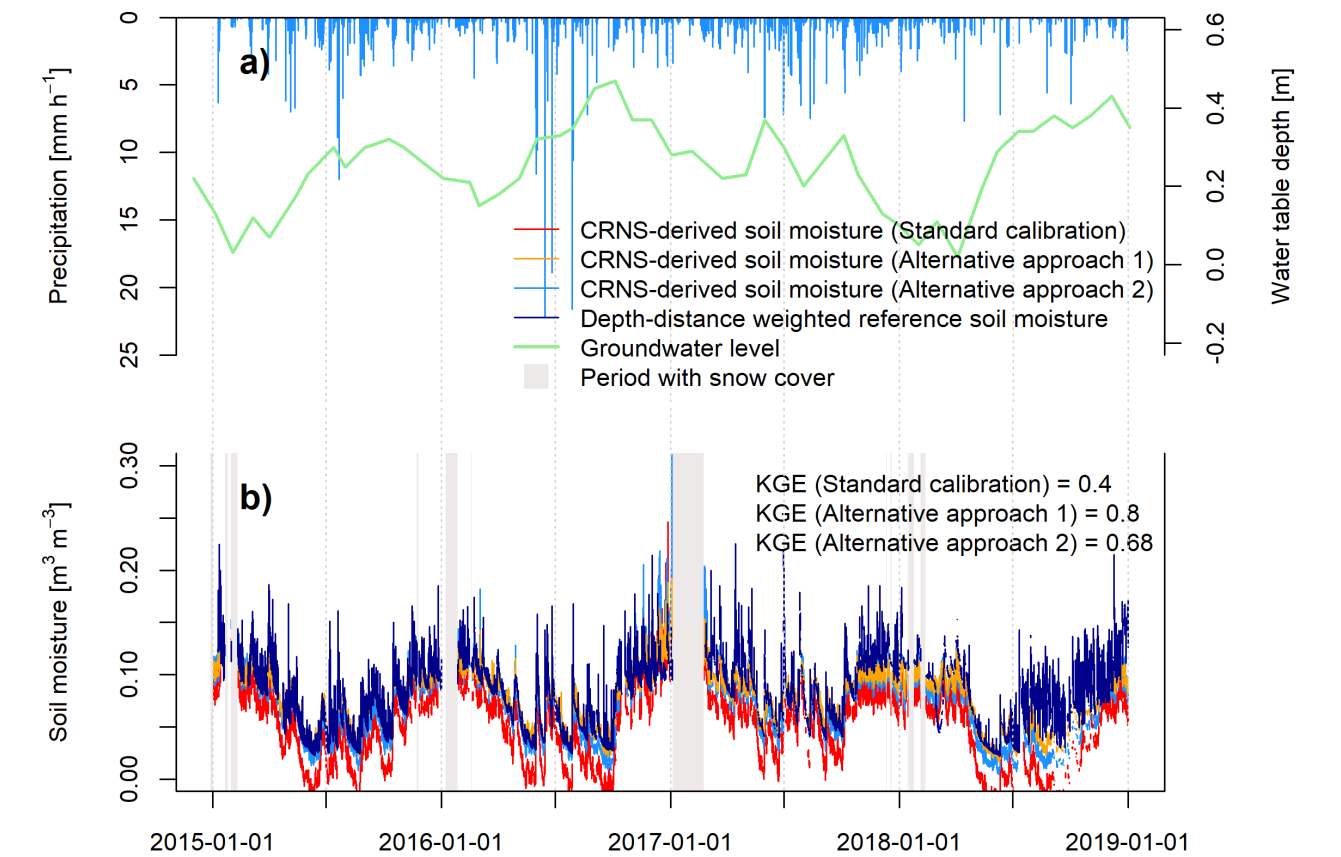 a)
Precipitation [mm h⁻¹]
0
5
10
15
20
25
Water table depth [m]
0.6
0.4
0.2
0.0
-0.2
CRNS-derived soil moisture (Standard calibration)
CRNS-derived soil moisture (Alternative approach 1)
CRNS-derived soil moisture (Alternative approach 2)
Depth-distance weighted reference soil moisture
Groundwater level
Period with snow cover
b)
Soil moisture [m³ m⁻³]
0.30
0.20
0.10
0.00
KGE (Standard calibration) = 0.4
KGE (Alternative approach 1) = 0.8
KGE (Alternative approach 2) = 0.68
2015-01-01 2016-01-01 2017-01-01 2018-01-01 2019-01-01